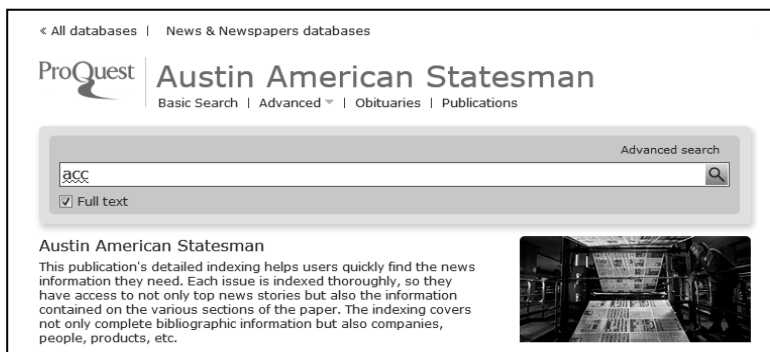 « All databases | News & Newspapers databases
ProQuest
Austin American Statesman
Basic Search | Advanced | Obituaries | Publications
Advanced search
acc
Full text
Austin American Statesman
This publication's detailed indexing helps users quickly find the news
information they need. Each issue is indexed thoroughly, so they
have access to not only top news stories but also the information
contained on the various sections of the paper. The indexing covers
not only complete bibliographic information but also companies,
people, products, etc.